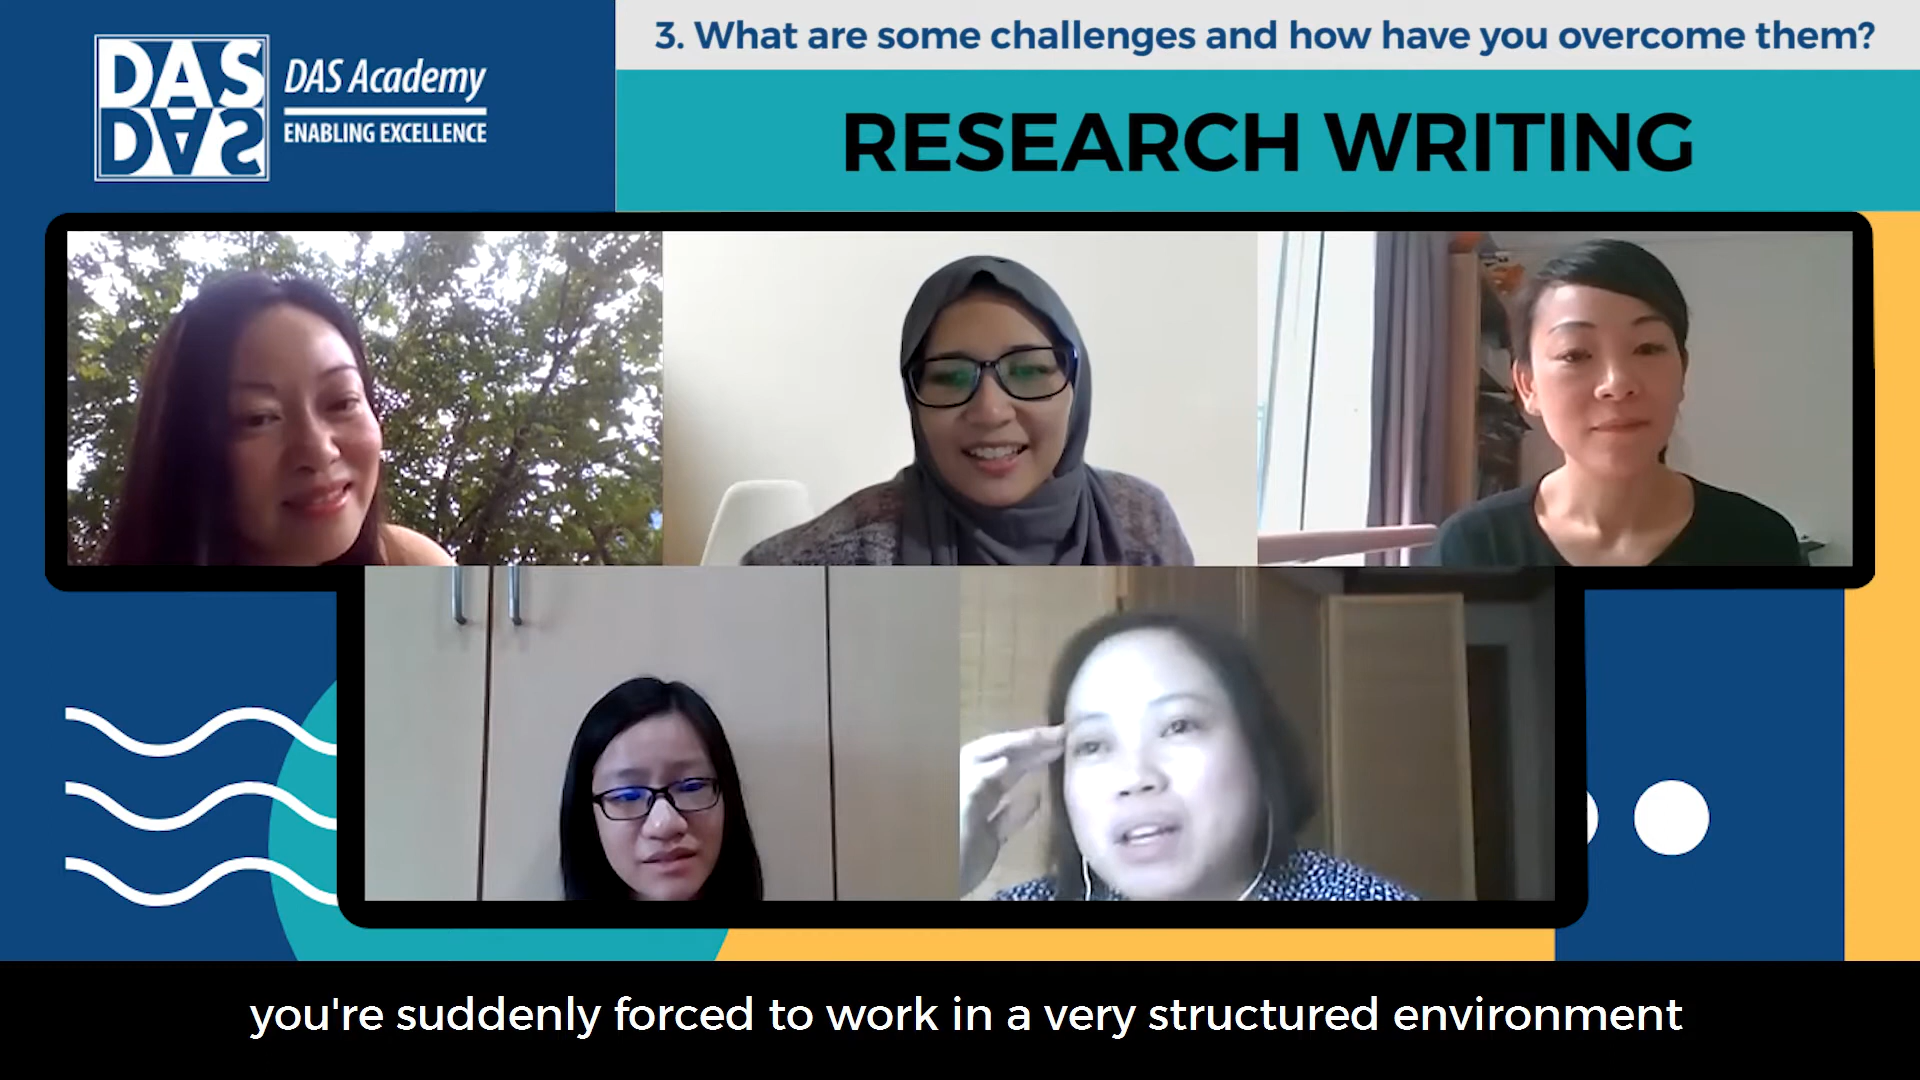 3. What are some challenges and how have you overcome them?
DAS
DAS
DAS Academy
ENABLING EXCELLENCE
RESEARCH WRITING
you're suddenly forced to work in a very structured environment